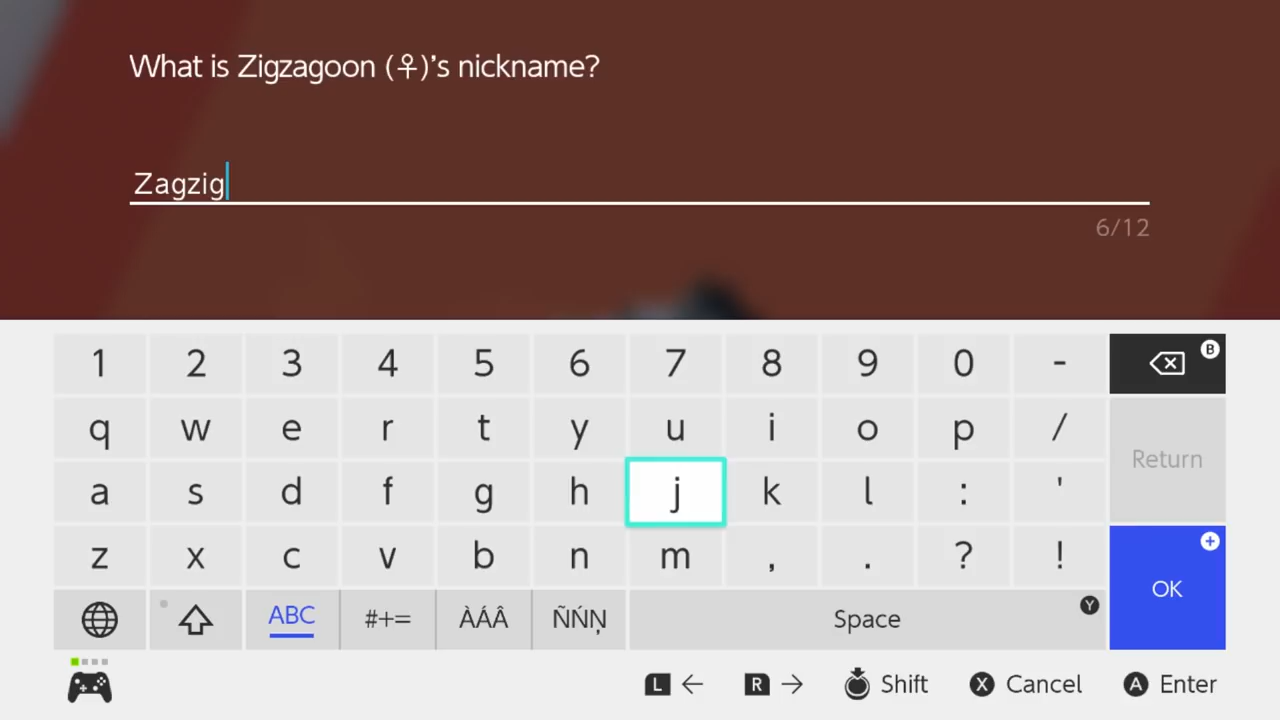 What is Zigzagoon (♀)'s nickname?
Zagzig
6/12
1 2 3 4 5 6 7 8 9 0 - B
q w e r t y u i o p / Return
a s d f g h j k l : '
z x c v b n m , . ? ! + OK
ABC #+= ÀÁÂ ÑŃŅ Space Y
L ← R → Shift X Cancel A Enter